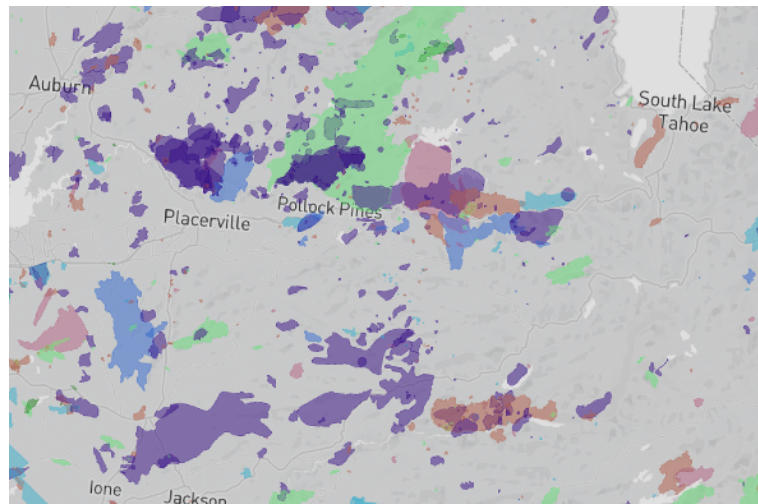 Auburn
South Lake
Tahoe
Pollock Pines
Placerville
Ione
Jackson